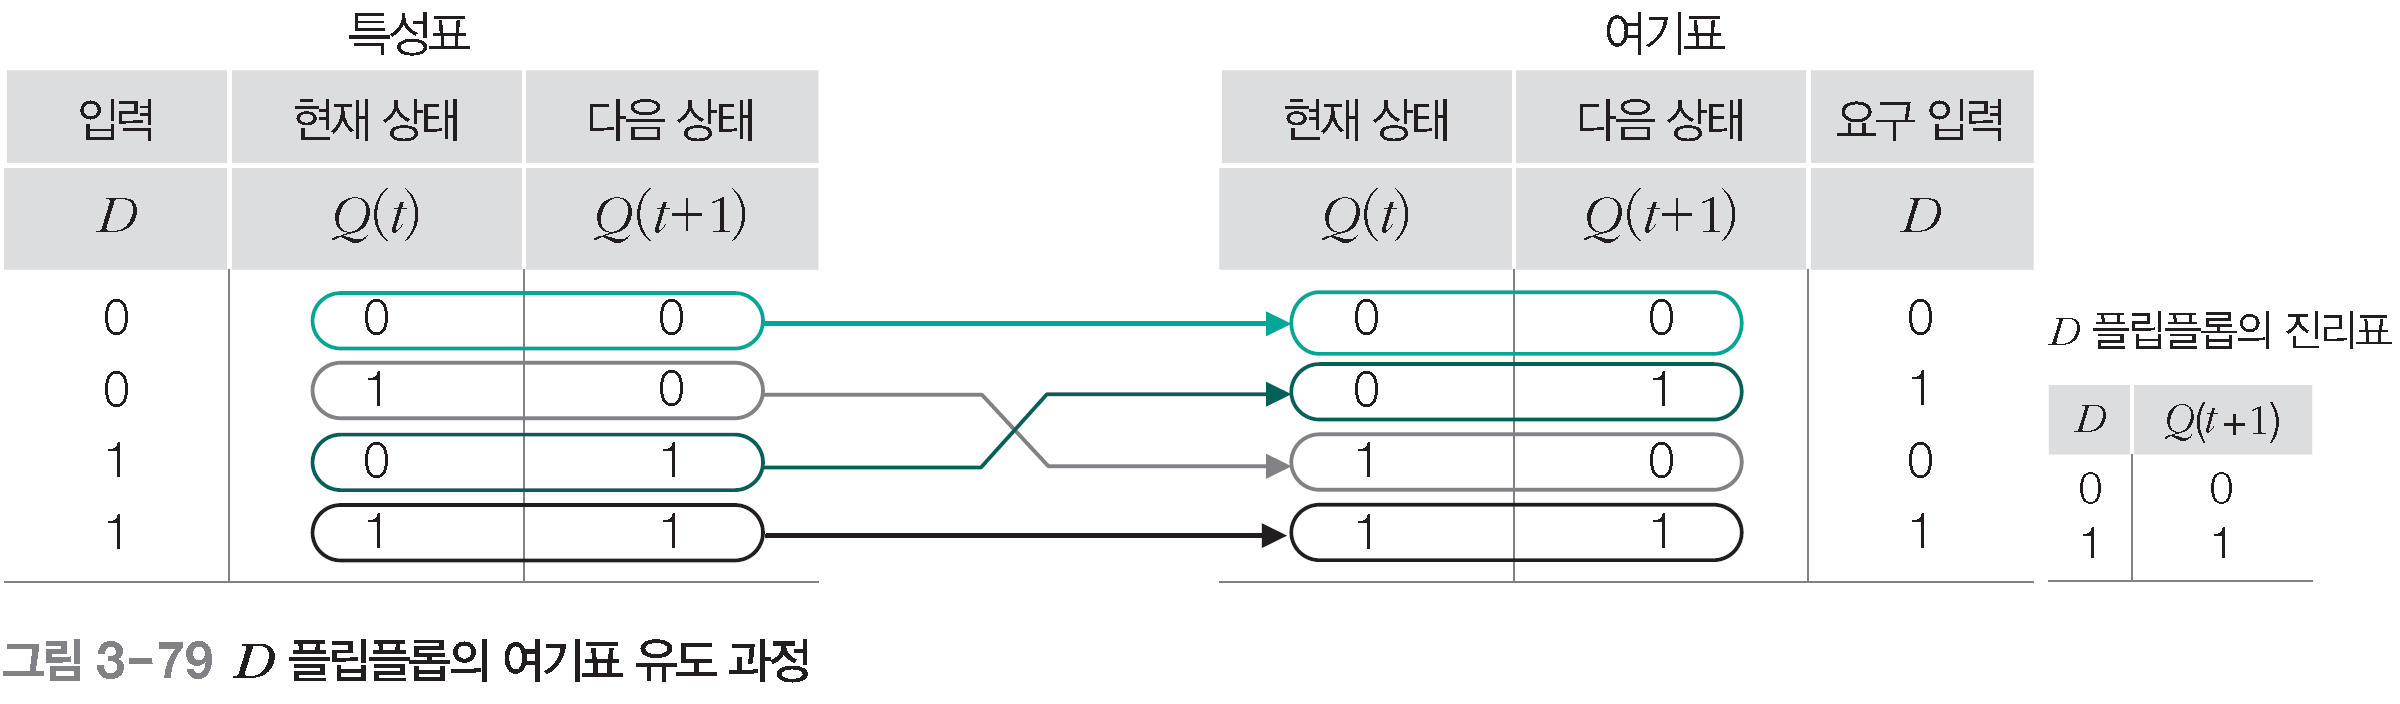 특성표
입력 현재 상태 다음 상태
D Q(t) Q(t+1)
0 0 0
0 1 0
1 0 1
1 1 1
여기표
현재 상태 다음 상태 요구 입력
Q(t) Q(t+1) D
0 0 0
0 1 1
1 0 0
1 1 1
D 플립플롭의 진리표
D Q(t+1)
0 0
1 1
그림 3-79 D 플립플롭의 여기표 유도 과정